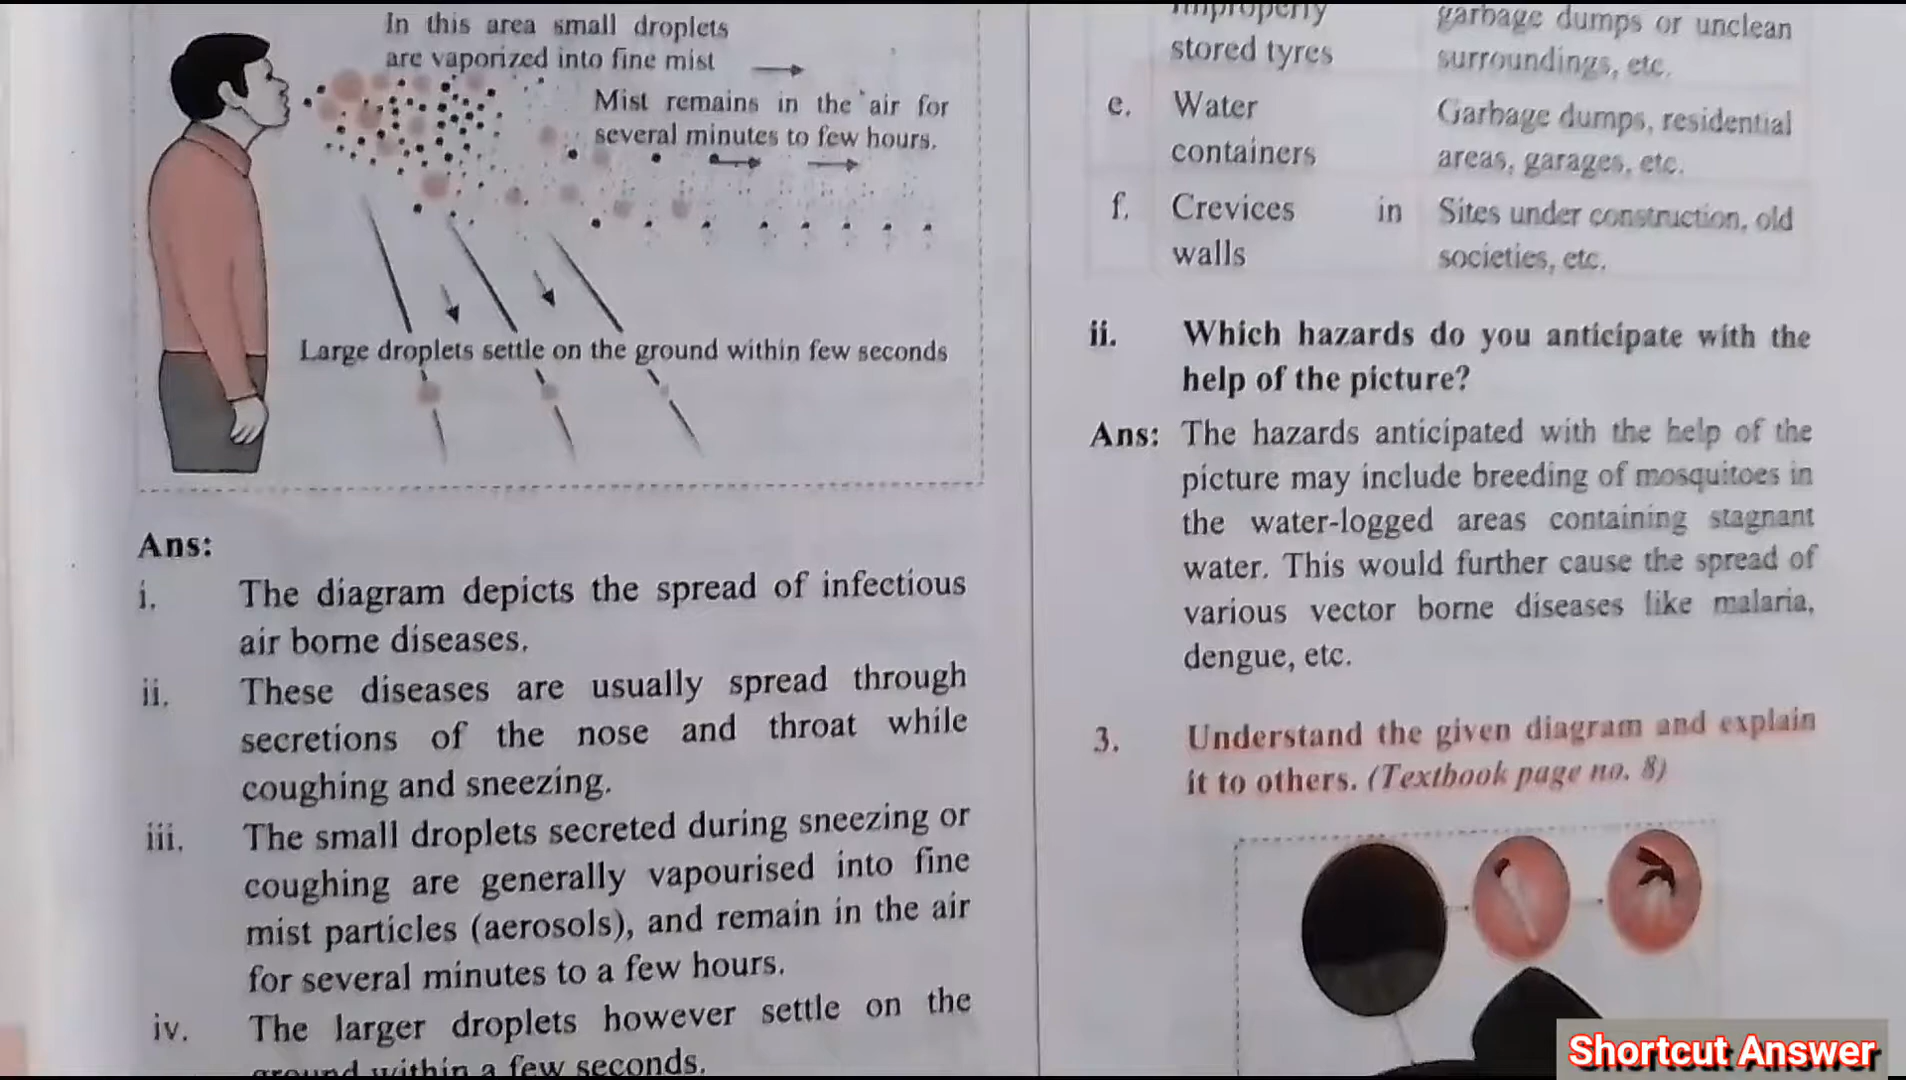 In this area small droplets
are vaporized into fine mist
Mist remains in the air for
several minutes to few hours.
Large droplets settle on the ground within few seconds
Ans:
i. The diagram depicts the spread of infectious
air borne diseases.
ii. These diseases are usually spread through
secretions of the nose and throat while
coughing and sneezing.
iii. The small droplets secreted during sneezing or
coughing are generally vapourised into fine
mist particles (aerosols), and remain in the air
for several minutes to a few hours.
iv. The larger droplets however settle on the
ground within a few seconds.
improperly garbage dumps or unclean
stored tyres surroundings, etc.
e. Water Garbage dumps, residential
containers areas, garages, etc.
f. Crevices in Sites under construction, old
walls societies, etc.
ii. Which hazards do you anticipate with the
help of the picture?
Ans: The hazards anticipated with the help of the
picture may include breeding of mosquitoes in
the water-logged areas containing stagnant
water. This would further cause the spread of
various vector borne diseases like malaria,
dengue, etc.
3. Understand the given diagram and explain
it to others. (Textbook page no. 8)
Shortcut Answer